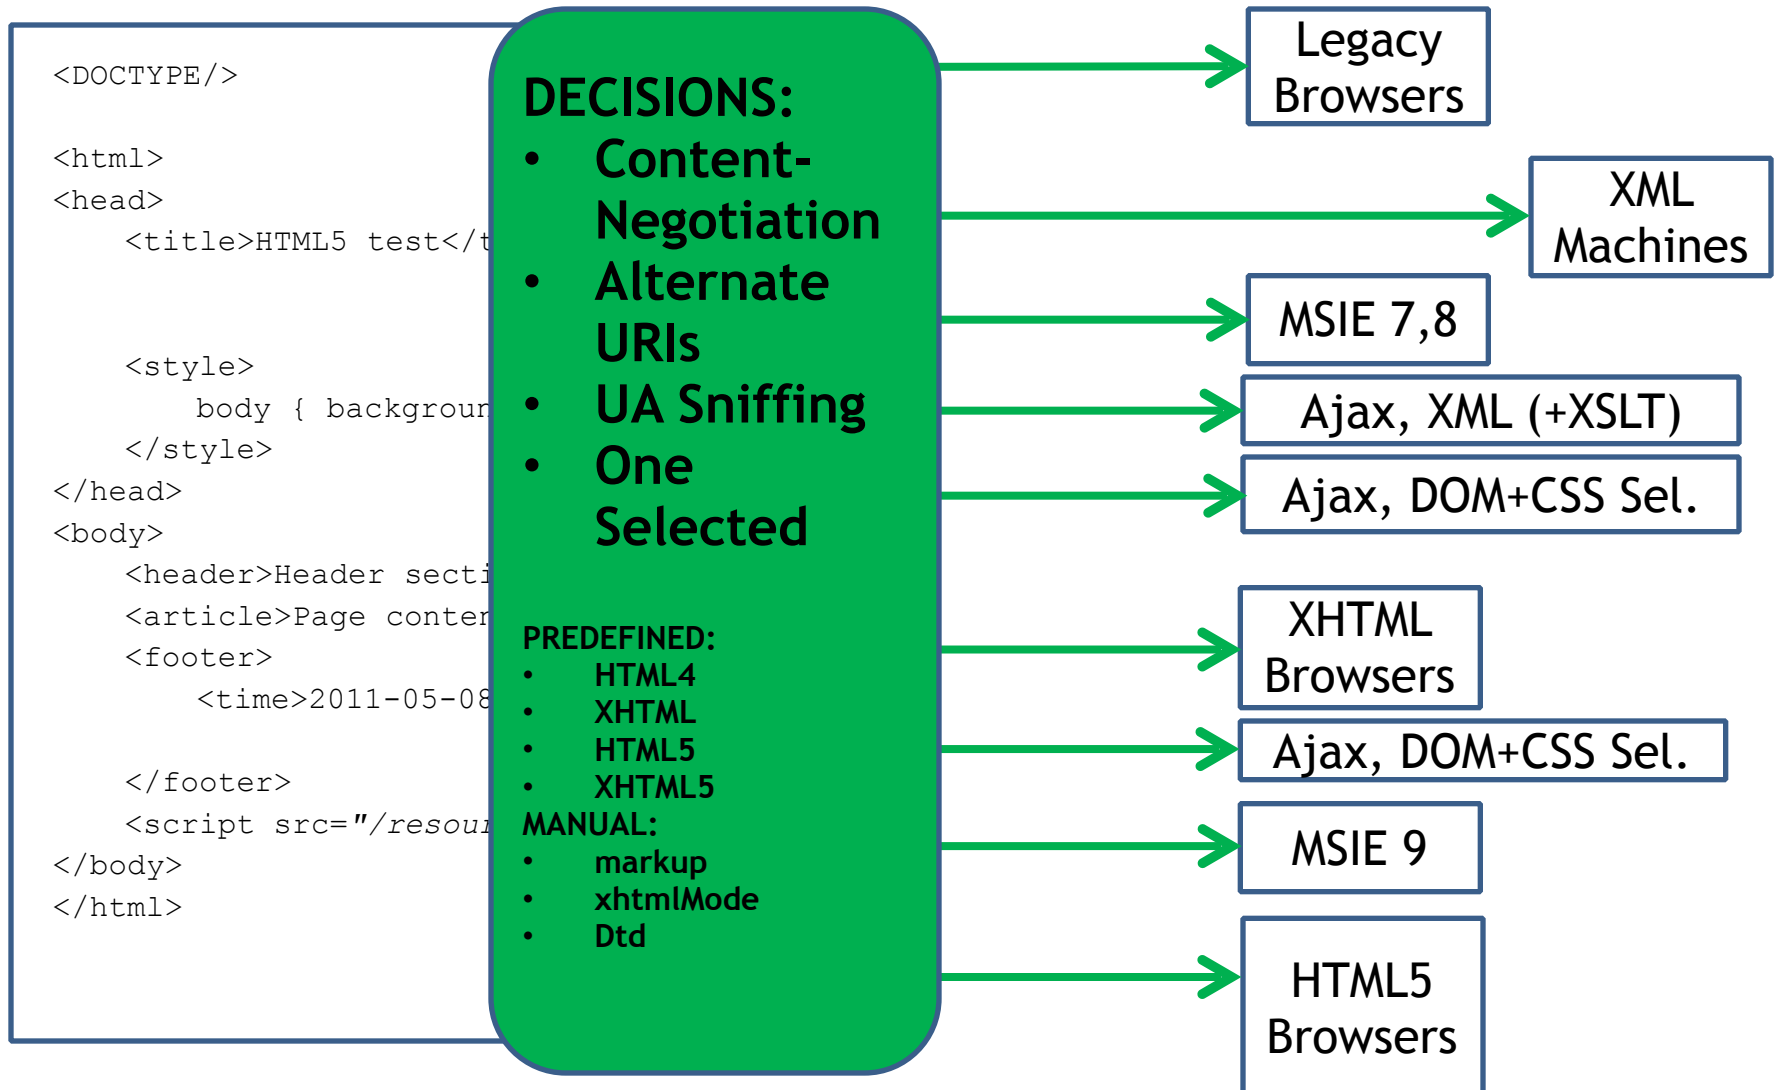 <DOCTYPE/>
<html>
<head>
<title>HTML5 test</t
<style>
body { backgroun
</style>
</head>
<body>
<header>Header secti
<article>Page conten
<footer>
<time>2011-05-08
</footer>
<script src="/resour
</body>
</html>
DECISIONS:
• Content-
Negotiation
• Alternate
URIs
• UA Sniffing
• One
Selected
PREDEFINED:
• HTML4
• XHTML
• HTML5
• XHTML5
MANUAL:
• markup
• xhtmlMode
• Dtd
Legacy
Browsers
XML
Machines
MSIE 7,8
Ajax, XML (+XSLT)
Ajax, DOM+CSS Sel.
XHTML
Browsers
Ajax, DOM+CSS Sel.
MSIE 9
HTML5
Browsers